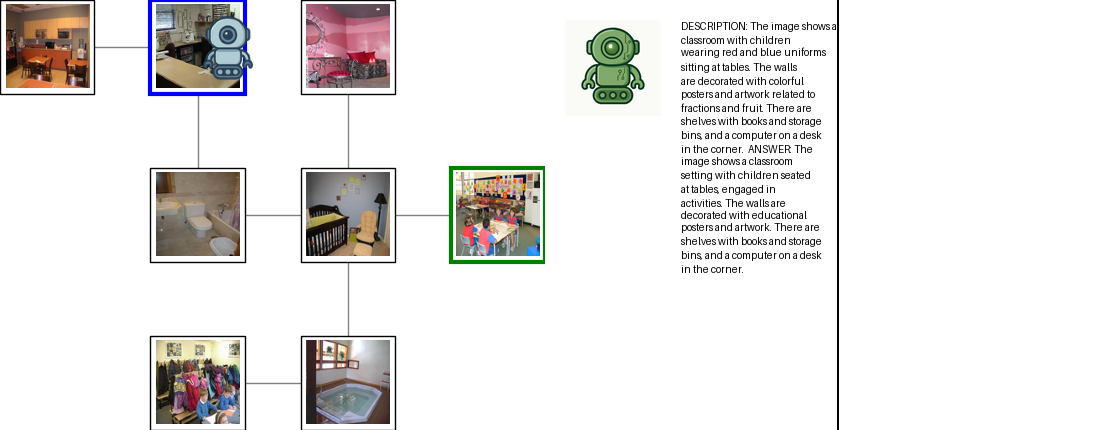 DESCRIPTION: The image shows a
classroom with children
wearing red and blue uniforms
sitting at tables. The walls
are decorated with colorful
posters and artwork related to
fractions and fruit. There are
shelves with books and storage
bins, and a computer on a desk
in the corner. ANSWER: The
image shows a classroom
setting with children seated
at tables, engaged in
activities. The walls are
decorated with educational
posters and artwork. There are
shelves with books and storage
bins, and a computer on a desk
in the corner.